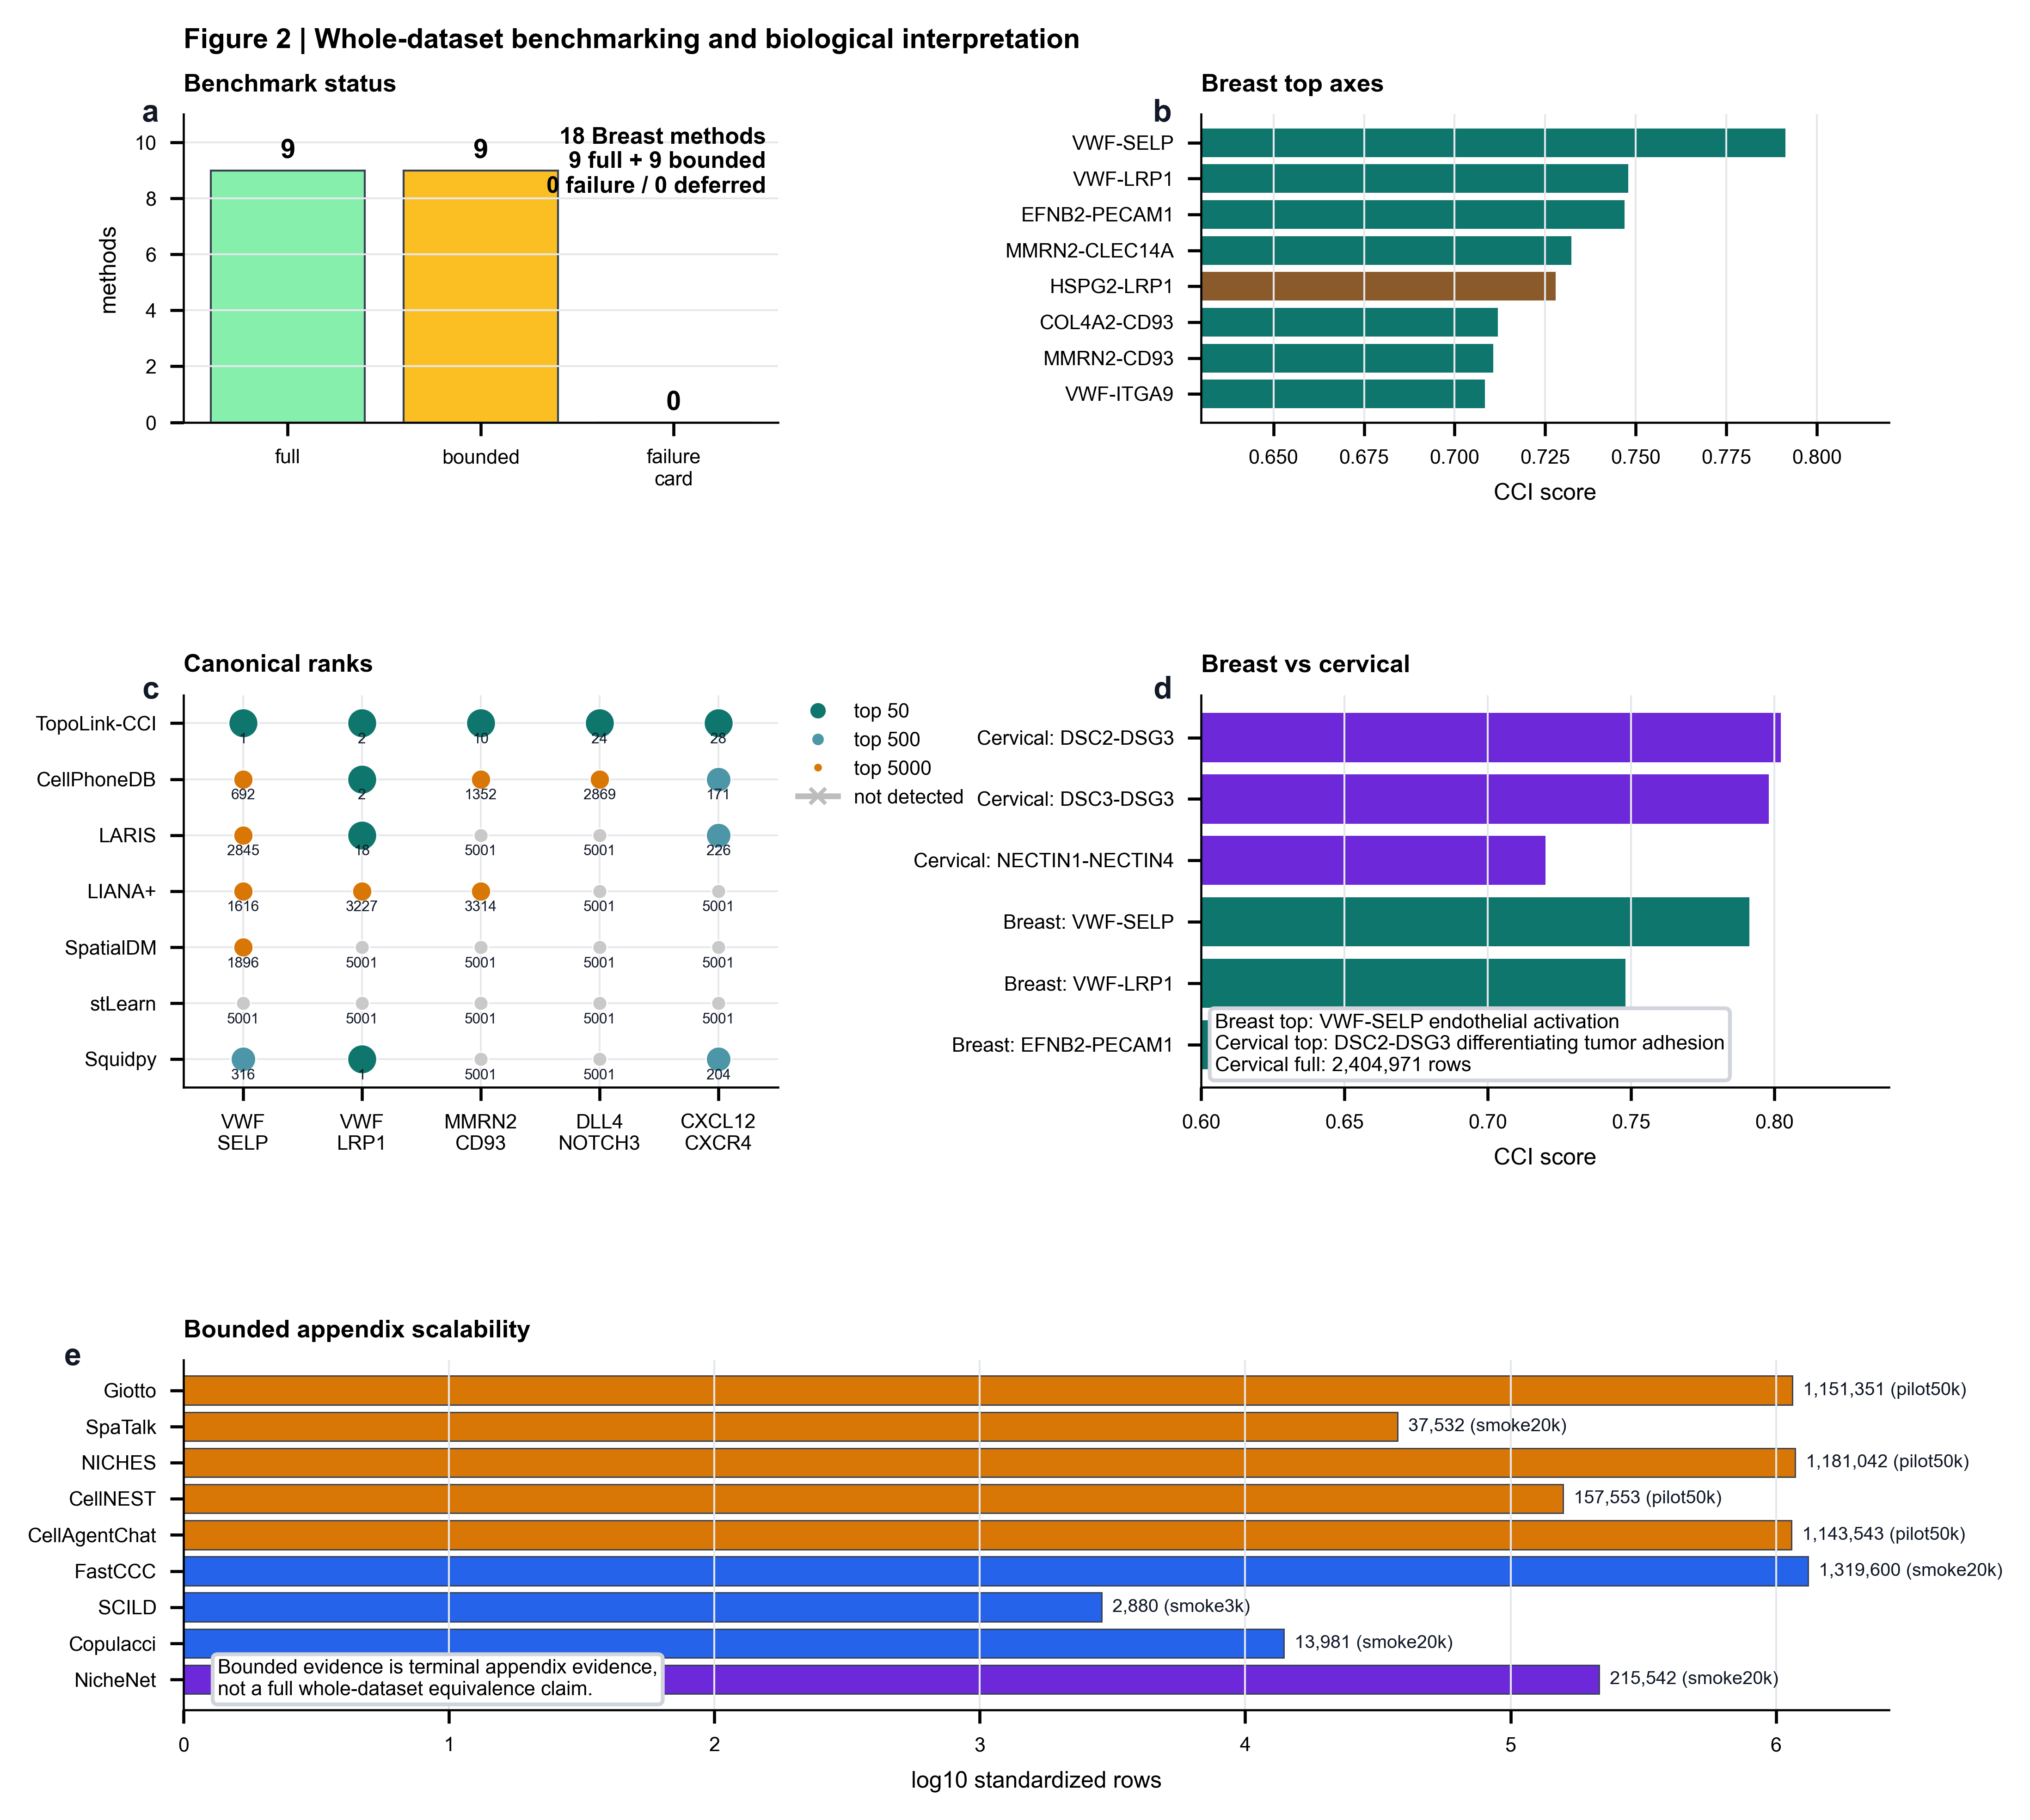 Figure 2 | Whole-dataset benchmarking and biological interpretation
Benchmark status
a
18 Breast methods
9 full + 9 bounded
0 failure / 0 deferred
9
9
0
10
8
6
4
2
0
methods
full
bounded
failure
card
Breast top axes
b
VWF-SELP
VWF-LRP1
EFNB2-PECAM1
MMRN2-CLEC14A
HSPG2-LRP1
COL4A2-CD93
MMRN2-CD93
VWF-ITGA9
0.650 0.675 0.700 0.725 0.750 0.775 0.800
CCI score
Canonical ranks
c
TopoLink-CCI
1 2 10 24 28
CellPhoneDB
692 2 1352 2869 171
LARIS
2845 18 5001 5001 226
LIANA+
1616 3227 3314 5001 5001
SpatialDM
1896 5001 5001 5001 5001
stLearn
5001 5001 5001 5001 5001
Squidpy
316 1 5001 5001 204
VWF
SELP
VWF
LRP1
MMRN2
CD93
DLL4
NOTCH3
CXCL12
CXCR4
top 50
top 500
top 5000
not detected
Breast vs cervical
d
Cervical: DSC2-DSG3
Cervical: DSC3-DSG3
Cervical: NECTIN1-NECTIN4
Breast: VWF-SELP
Breast: VWF-LRP1
Breast: EFNB2-PECAM1
Breast top: VWF-SELP endothelial activation
Cervical top: DSC2-DSG3 differentiating tumor adhesion
Cervical full: 2,404,971 rows
0.60 0.65 0.70 0.75 0.80
CCI score
Bounded appendix scalability
e
Giotto
1,151,351 (pilot50k)
SpaTalk
37,532 (smoke20k)
NICHES
1,181,042 (pilot50k)
CellNEST
157,553 (pilot50k)
CellAgentChat
1,143,543 (pilot50k)
FastCCC
1,319,600 (smoke20k)
SCILD
2,880 (smoke3k)
Copulacci
13,981 (smoke20k)
NicheNet
215,542 (smoke20k)
Bounded evidence is terminal appendix evidence,
not a full whole-dataset equivalence claim.
0 1 2 3 4 5 6
log10 standardized rows